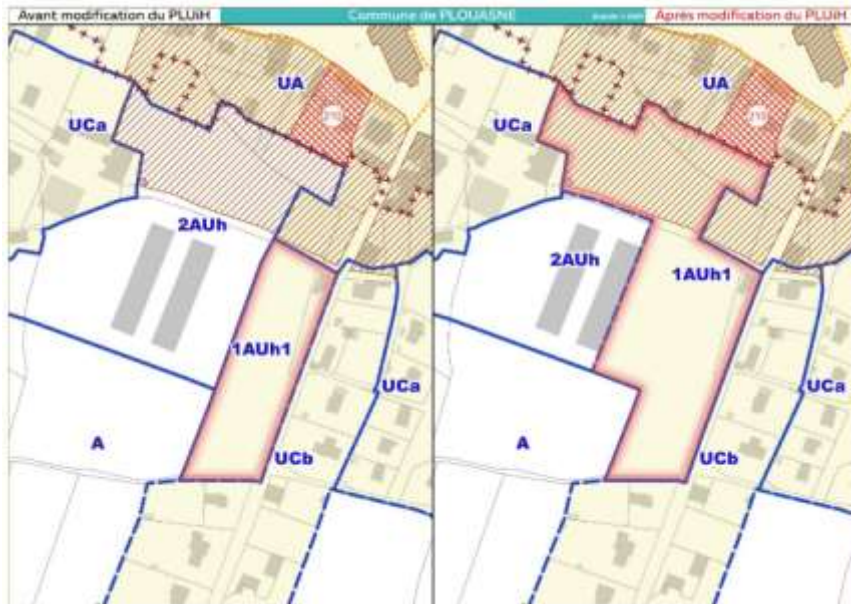 Avant modification du PLUiH
Commune de PLOUASNE
Après modification du PLUiH
UA
UCa
2AUh
1AUh1
UCa
A
UCb
UA
UCa
2AUh
1AUh1
UCa
A
UCb